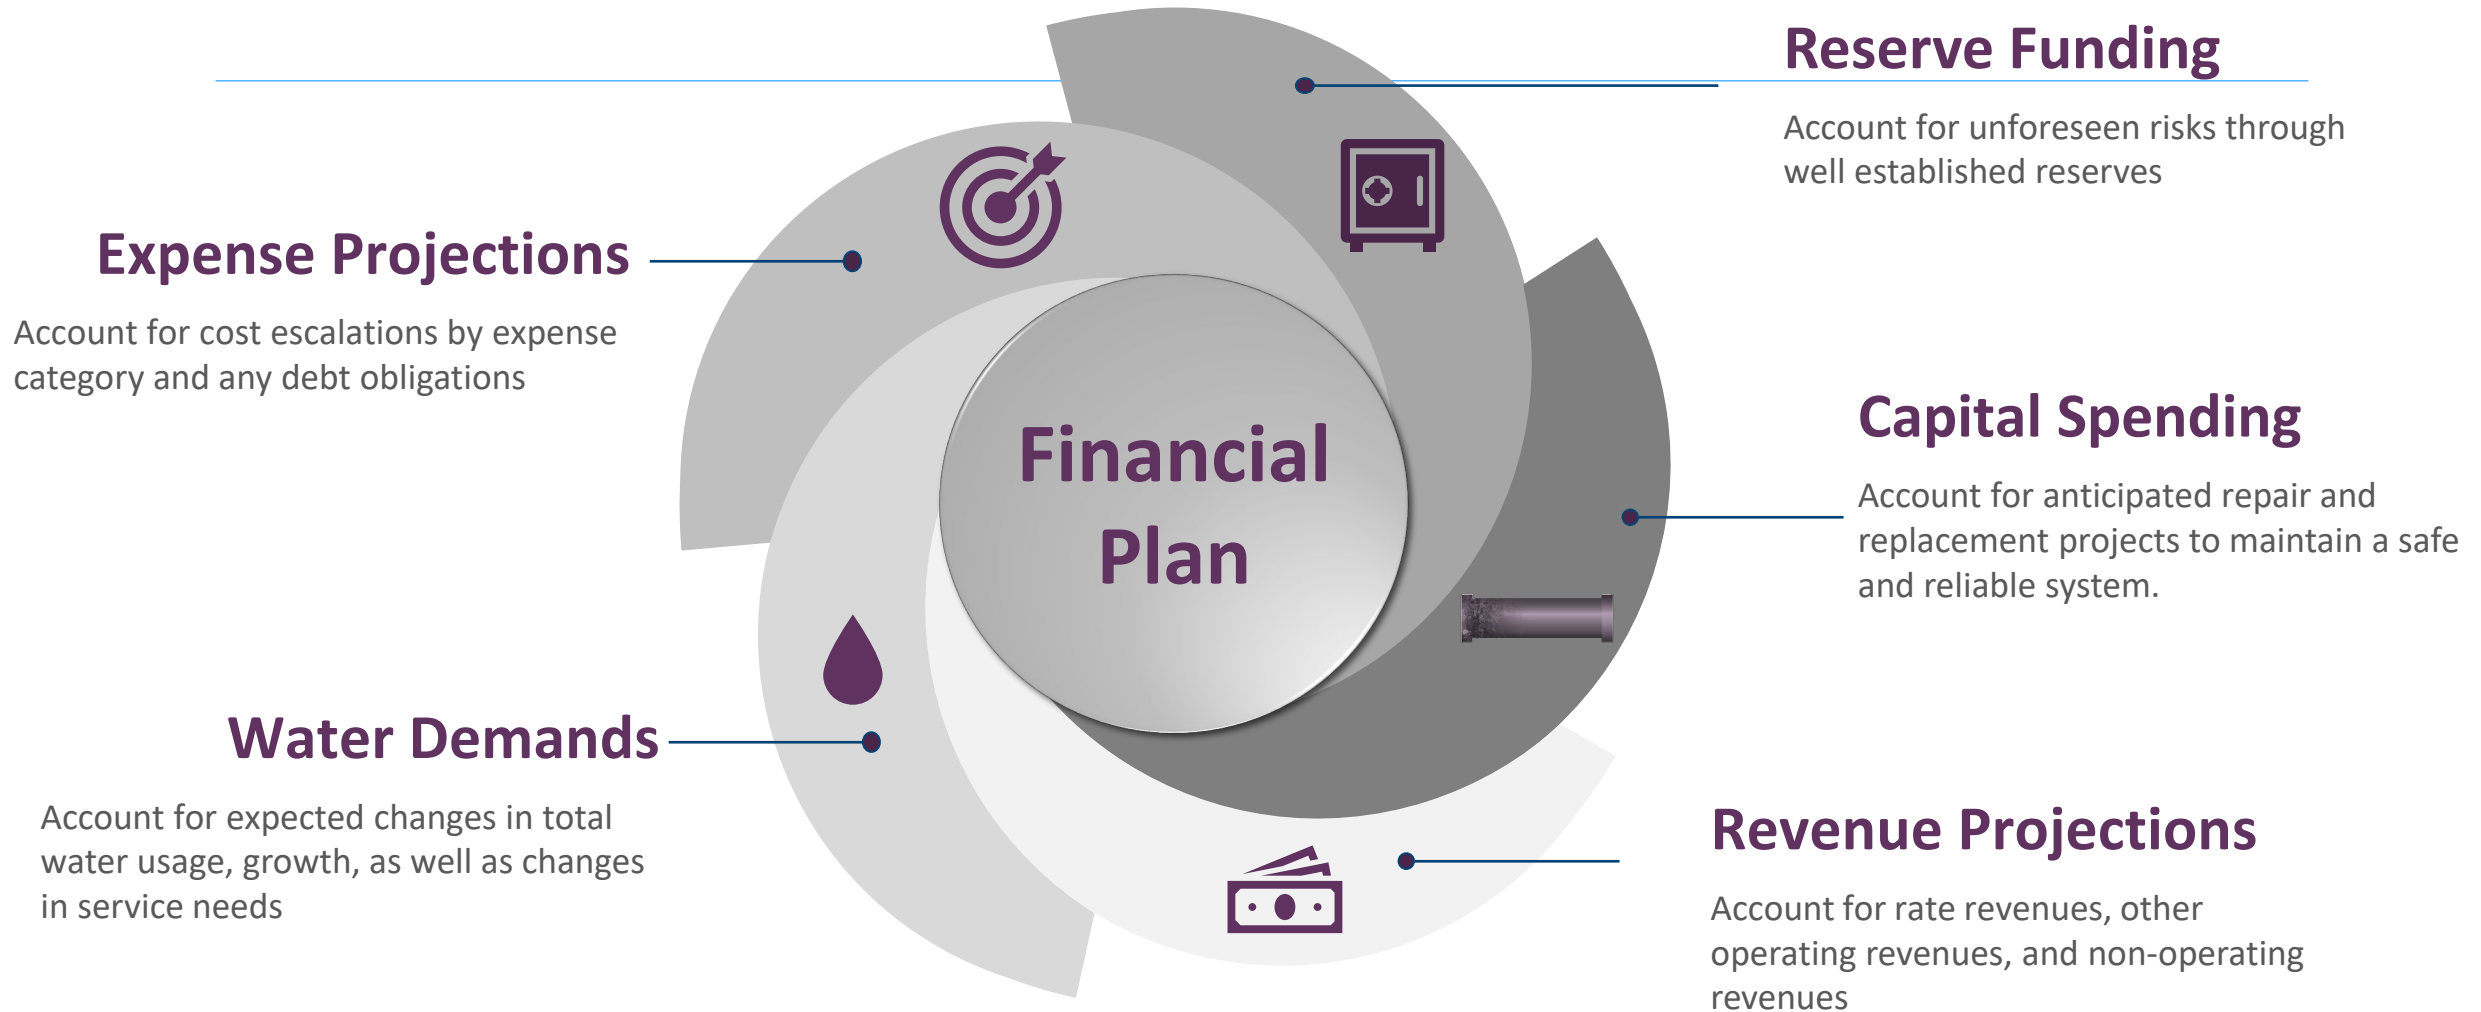 Reserve Funding
Account for unforeseen risks through
well established reserves
Expense Projections
Account for cost escalations by expense
category and any debt obligations
Financial
Plan
Capital Spending
Account for anticipated repair and
replacement projects to maintain a safe
and reliable system.
Water Demands
Account for expected changes in total
water usage, growth, as well as changes
in service needs
Revenue Projections
Account for rate revenues, other
operating revenues, and non-operating
revenues